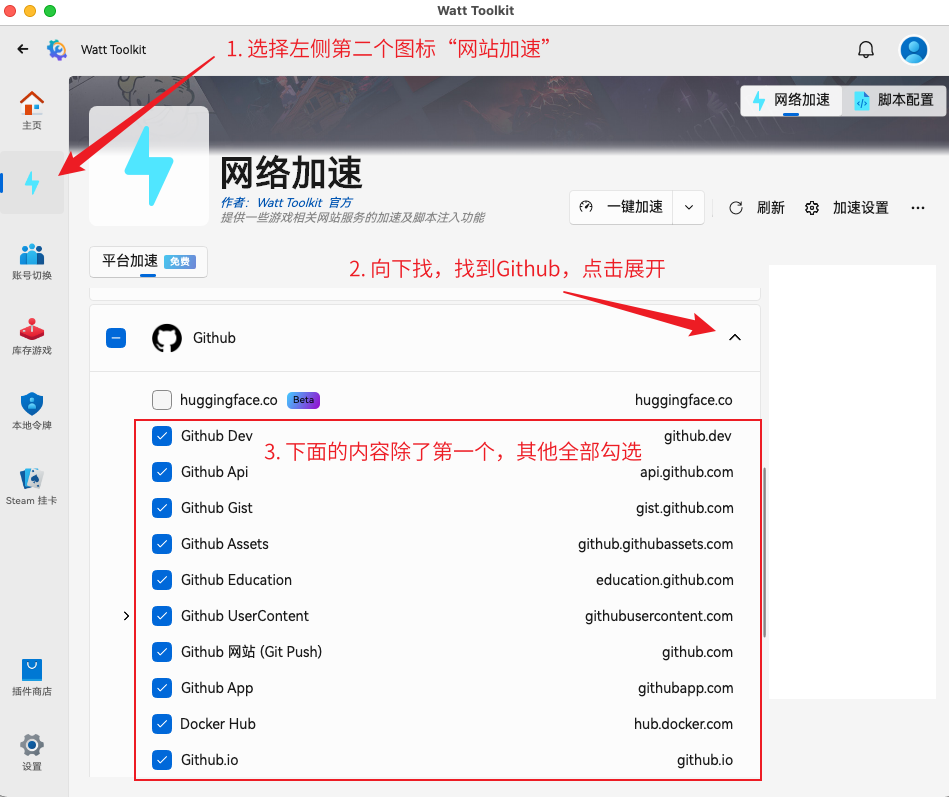 Watt Toolkit
Watt Toolkit
1. 选择左侧第二个图标“网站加速”
主页
网络加速
脚本配置
网络加速
作者: Watt Toolkit 官方
提供一些游戏相关网站服务的加速及脚本注入功能
一键加速
刷新
加速设置
账号切换
平台加速 免费
2. 向下找，找到Github，点击展开
库存游戏
Github
本地令牌
huggingface.co Beta huggingface.co
Github Dev github.dev
3. 下面的内容除了第一个，其他全部勾选
Github Api api.github.com
Steam 挂卡
Github Gist gist.github.com
Github Assets github.githubassets.com
Github Education education.github.com
Github UserContent githubusercontent.com
Github 网站 (Git Push) github.com
Github App githubapp.com
插件商店
Docker Hub hub.docker.com
Github.io github.io
设置